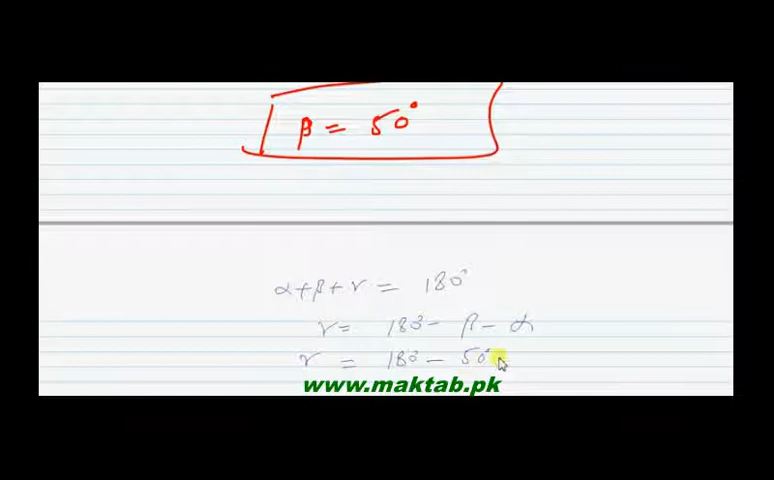 β = 50°
α+β+γ = 180°
γ = 180 - β - α
γ = 180 - 50°
www.maktab.pk